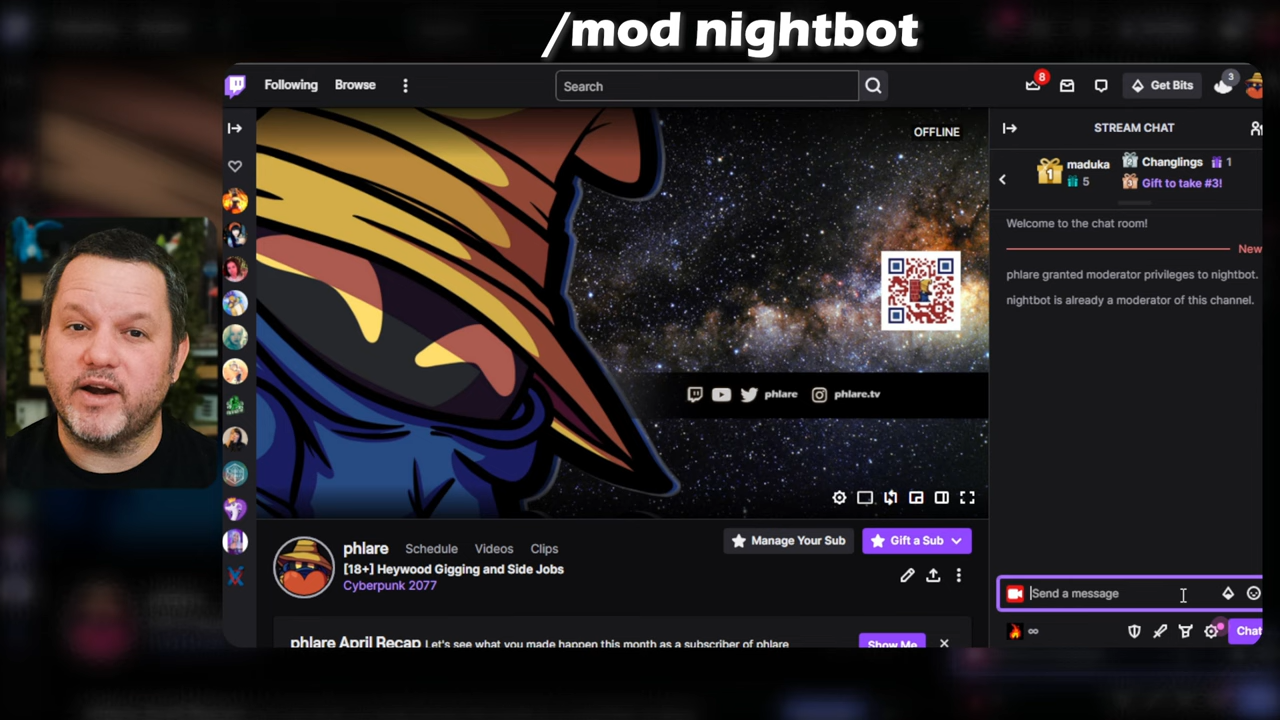 /mod nightbot
Following
Browse
Search
8
Get Bits
3
OFFLINE
STREAM CHAT
1
maduka
5
Changlings
1
Gift to take #3!
Welcome to the chat room!
New
phlare granted moderator privileges to nightbot.
nightbot is already a moderator of this channel.
phlare
phlare.tv
phlare
Schedule
Videos
Clips
Manage Your Sub
Gift a Sub
[18+] Heywood Gigging and Side Jobs
Cyberpunk 2077
Send a message
∞
Chat
phlare April Recap Let's see what you made happen this month as a subscriber of phlare
Show Me